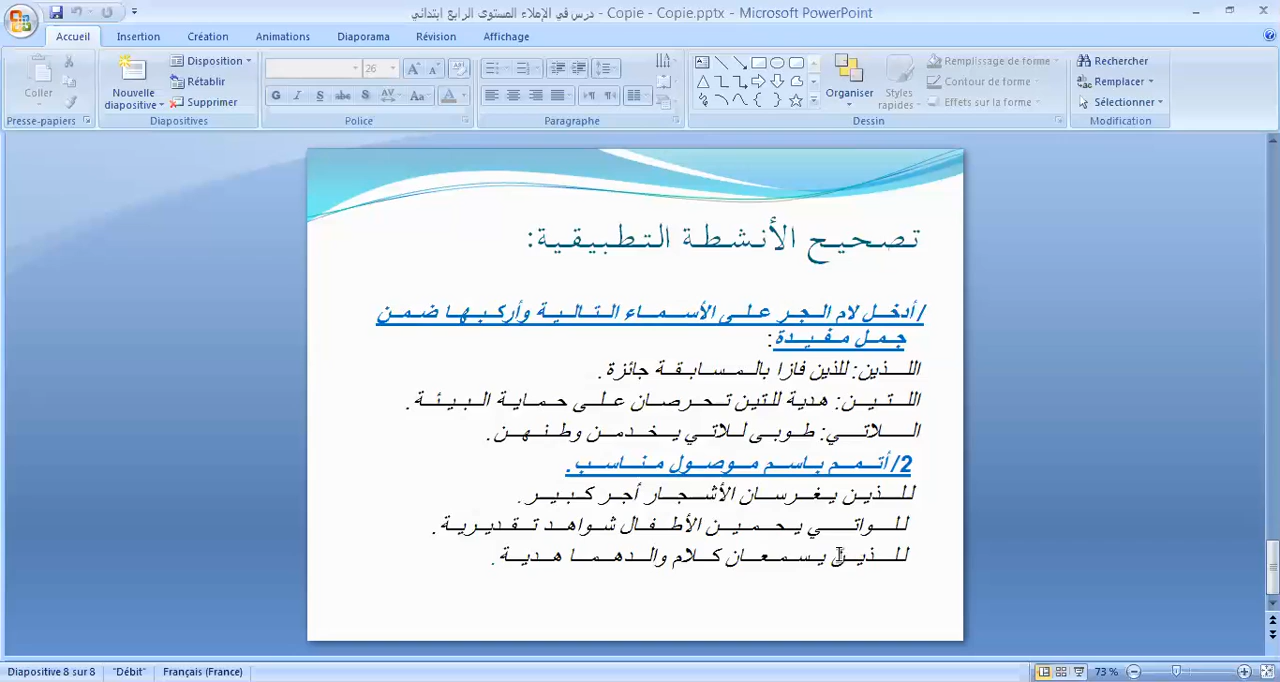 درس في الإملاء المستوى الرابع ابتدائي - Copie - Copie.pptx - Microsoft PowerPoint
Accueil Insertion Création Animations Diaporama Révision Affichage
Coller
Presse-papiers
Nouvelle diapositive
Disposition
Rétablir
Supprimer
Diapositives
26
G I S abc S AV Aa A
Police
Paragraphe
Organiser
Styles rapides
Remplissage de forme
Contour de forme
Effets sur la forme
Dessin
Rechercher
Remplacer
Sélectionner
Modification
تصحيح الأنشطة التطبيقية:
/ أدخل لام الجر على الأسماء التالية وأركبها ضمن
جمل مفيدة:
اللذين: للذين فازا بالمسابقة جائزة.
اللتين: هدية للتين تحرصان على حماية البيئة.
اللاتي: طوبى للاتي يخدمن وطنهن.
2/ أتمم باسم موصول مناسب.
للذين يغرسان الأشجار أجر كبير.
للواتي يحمين الأطفال شواهد تقديرية.
للذين يسمعان كلام والدهما هدية.
Diapositive 8 sur 8 "Débit" Français (France) 73 %